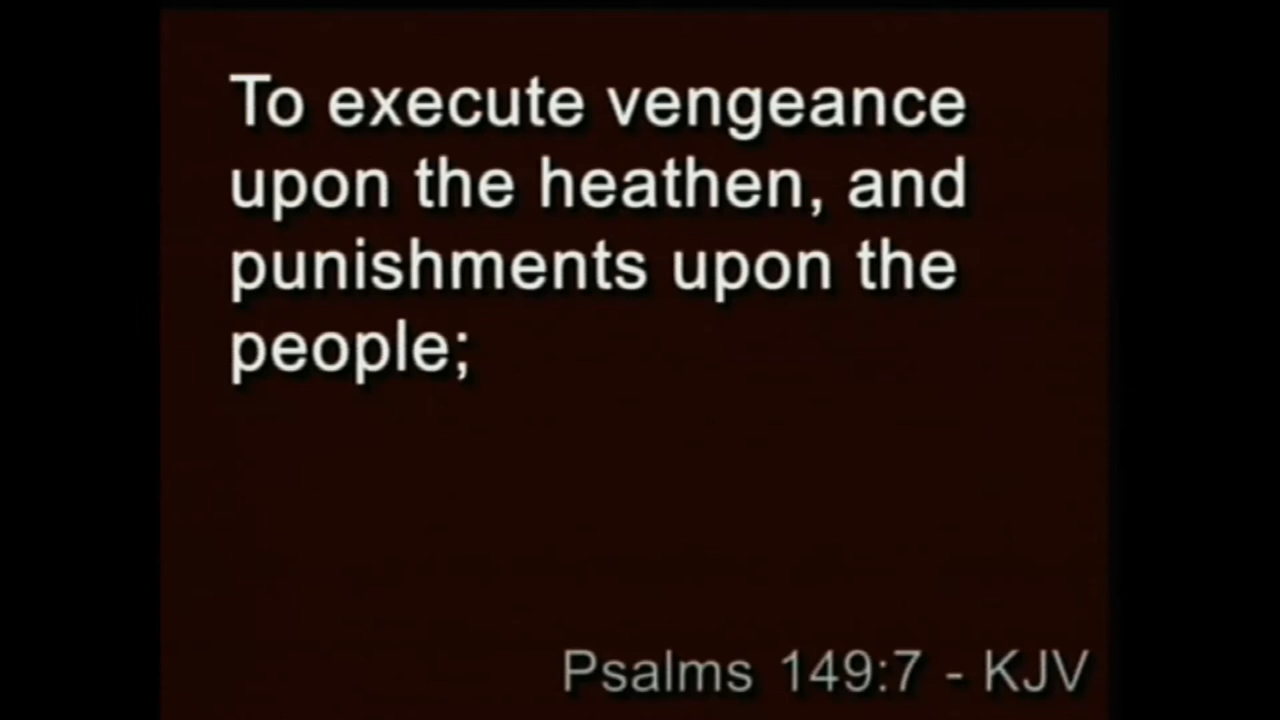 To execute vengeance
upon the heathen, and
punishments upon the
people;
Psalms 149:7 - KJV